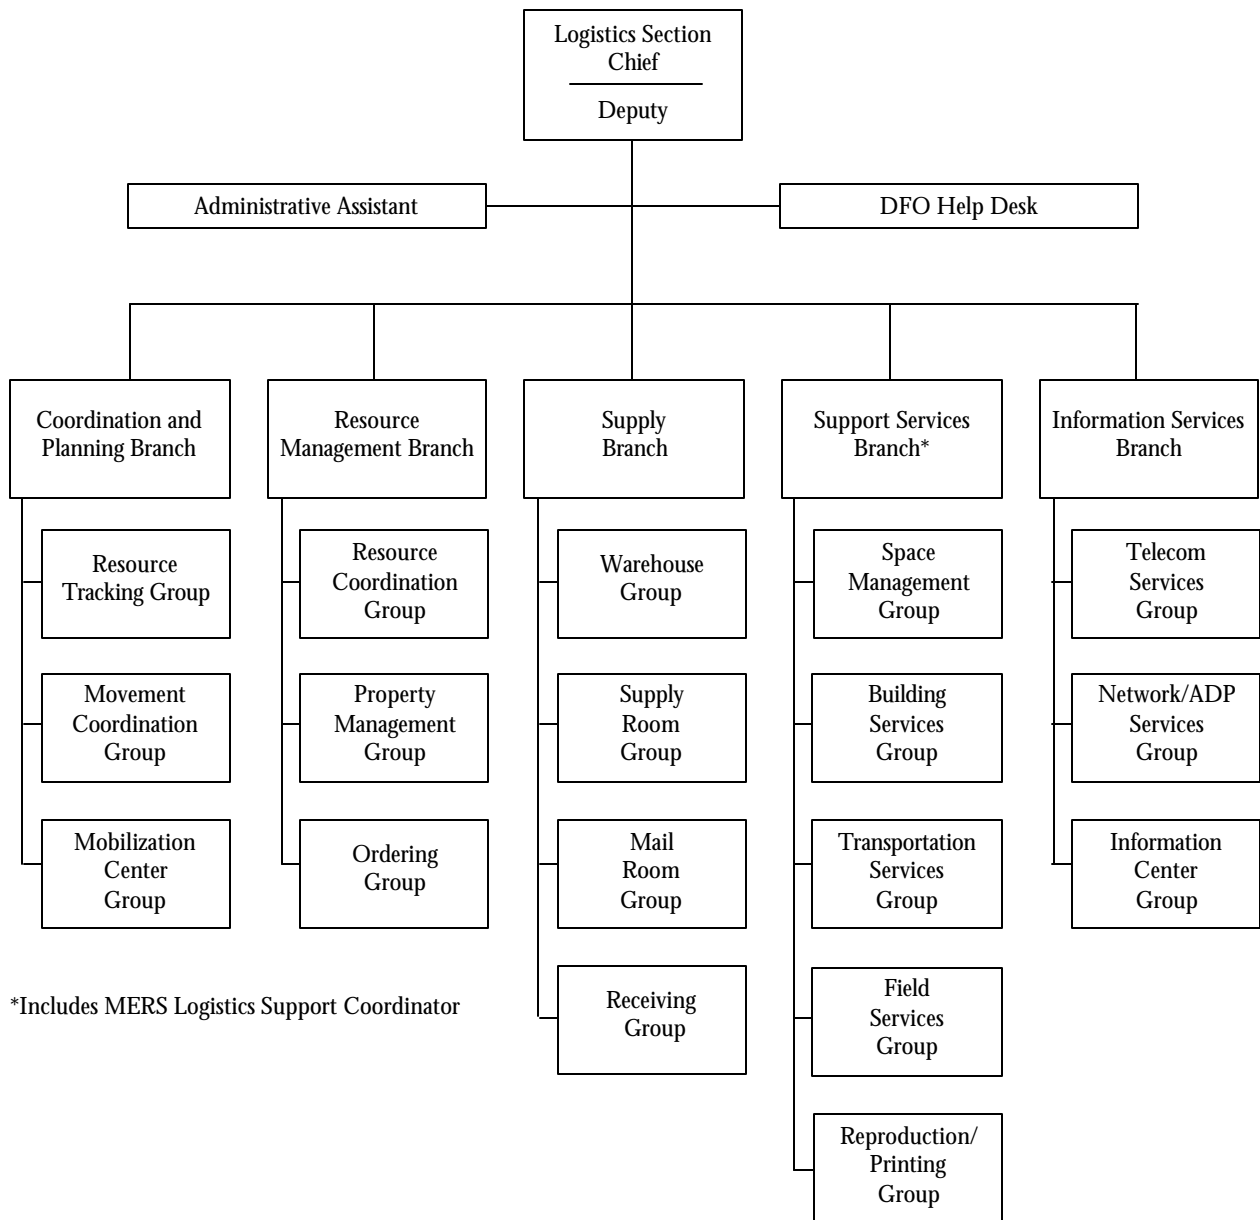 Logistics Section
Chief
Deputy
Administrative Assistant
DFO Help Desk
Coordination and
Planning Branch
Resource
Management Branch
Supply
Branch
Support Services
Branch*
Information Services
Branch
Resource
Tracking Group
Movement
Coordination
Group
Mobilization
Center
Group
Resource
Coordination
Group
Property
Management
Group
Ordering
Group
Warehouse
Group
Supply
Room
Group
Mail
Room
Group
Receiving
Group
Space
Management
Group
Building
Services
Group
Transportation
Services
Group
Field
Services
Group
Reproduction/
Printing
Group
Telecom
Services
Group
Network/ADP
Services
Group
Information
Center
Group
*Includes MERS Logistics Support Coordinator